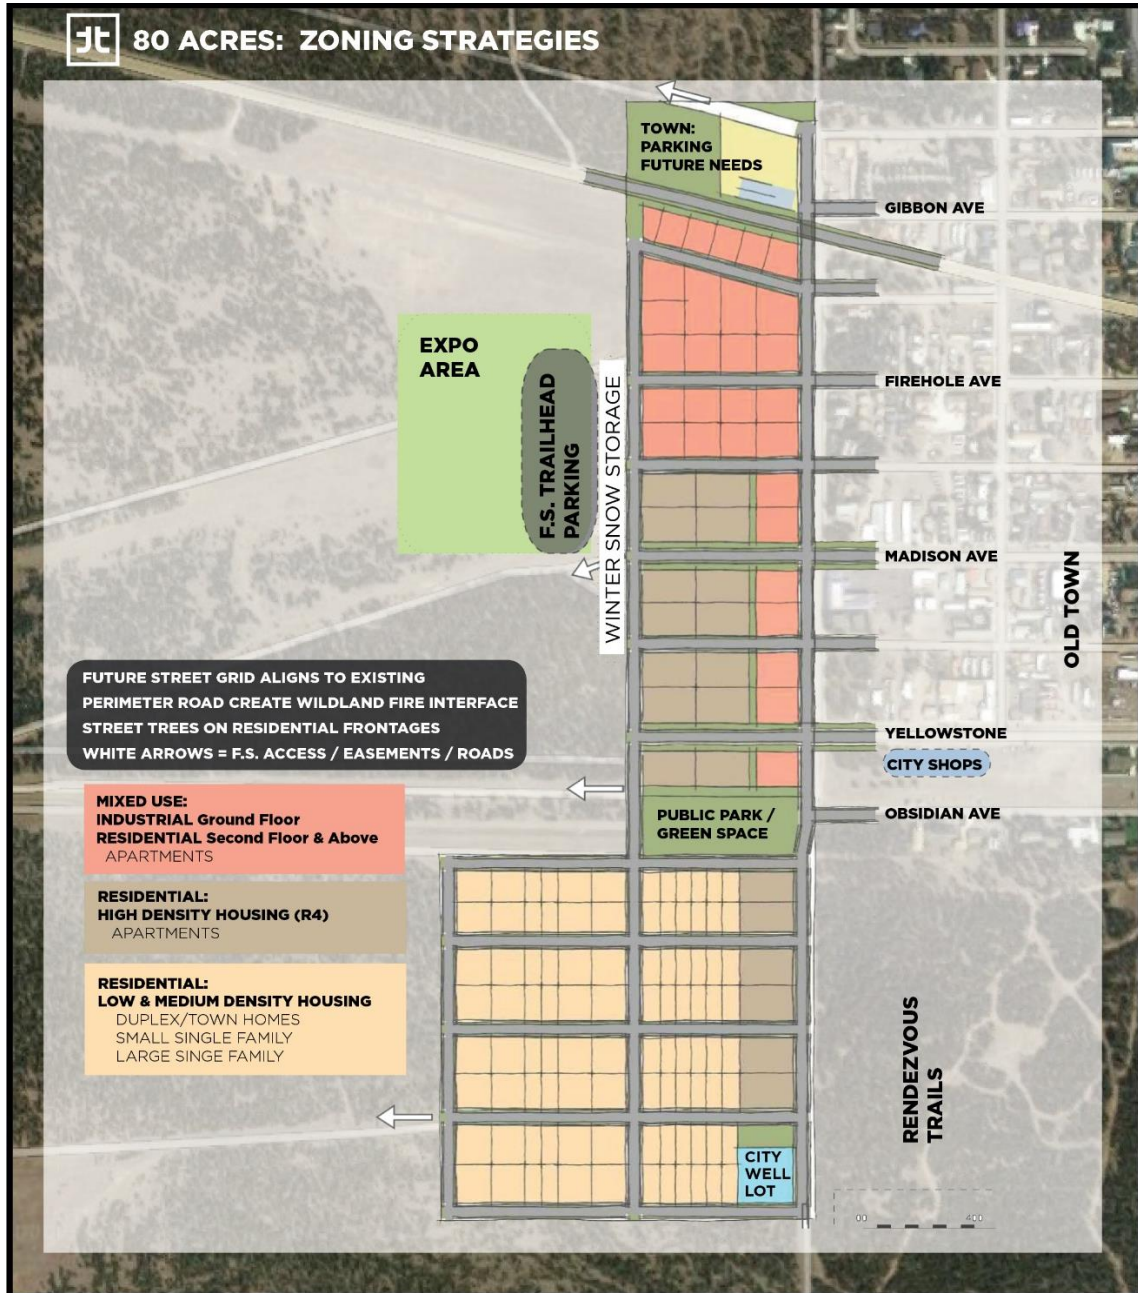 80 ACRES: ZONING STRATEGIES
TOWN:
PARKING
FUTURE NEEDS
GIBBON AVE
EXPO
AREA
F.S. TRAILHEAD
PARKING
WINTER SNOW STORAGE
FIREHOLE AVE
MADISON AVE
OLD TOWN
FUTURE STREET GRID ALIGNS TO EXISTING
PERIMETER ROAD CREATE WILDLAND FIRE INTERFACE
STREET TREES ON RESIDENTIAL FRONTAGES
WHITE ARROWS = F.S. ACCESS / EASEMENTS / ROADS
YELLOWSTONE
CITY SHOPS
MIXED USE:
INDUSTRIAL Ground Floor
RESIDENTIAL Second Floor & Above
APARTMENTS
PUBLIC PARK /
GREEN SPACE
OBSIDIAN AVE
RESIDENTIAL:
HIGH DENSITY HOUSING (R4)
APARTMENTS
RESIDENTIAL:
LOW & MEDIUM DENSITY HOUSING
DUPLEX/TOWN HOMES
SMALL SINGLE FAMILY
LARGE SINGE FAMILY
RENDEZVOUS
TRAILS
CITY
WELL
LOT